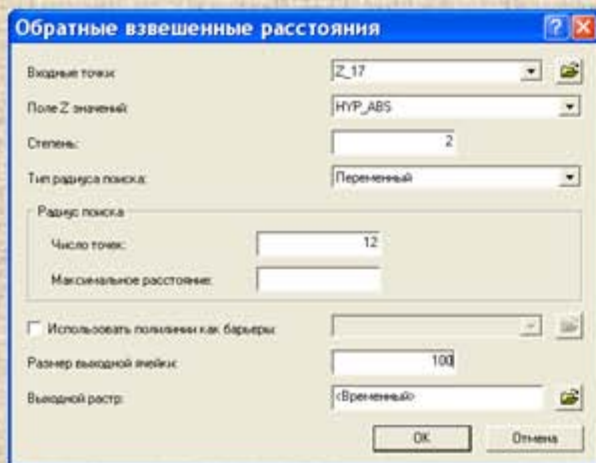 Обратные взвешенные расстояния
Входные точки: Z_17
Поле Z значений: HYP_ABS
Степень: 2
Тип радиуса поиска: Переменный
Радиус поиска
Число точек: 12
Максимальное расстояние:
Использовать полилинии как барьеры:
Размер выходной ячейки: 100
Выходной растр: <Временный>
OK Отмена